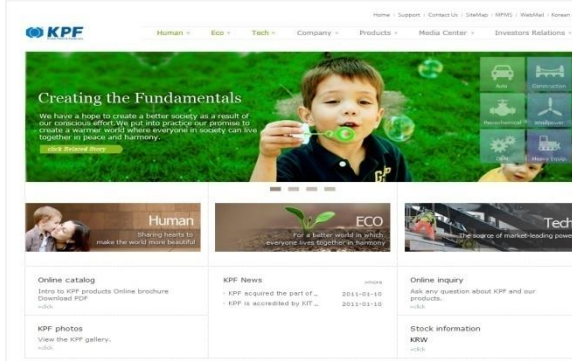 Home | Support | Contact Us | SiteMap | MPMS | WebMail | Korean
KPF
Human Eco Tech Company Products Media Center Investors Relations
Creating the Fundamentals
We have a hope to create a better society as a result of
our conscious effort.We put into practice our promise to
create a warmer world where everyone in society can live
together in peace and harmony.
click Related Story
Auto Construction
Petrochemical Windpower
Heavy Equip.
Human
Sharing hearts to
make the world more beautiful
ECO
For a better world in which
everyone lives together in harmony
Tech
The source of market-leading powe
Online catalog
Intro to KPF products Online brochure
Download PDF
»click
KPF News
»more
- KPF acquired the part of _ 2011-01-10
- KPF is accredited by KIT _ 2011-01-10
Online inquiry
Ask any question about KPF and our
products.
»click
KPF photos
View the KPF gallery.
»click
Stock information
KRW
»click